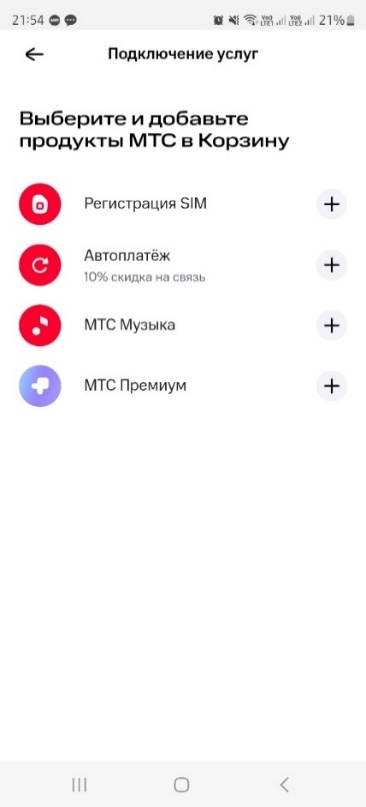 21:54
21%
Подключение услуг
Выберите и добавьте
продукты МТС в Корзину
Регистрация SIM
Автоплатёж
10% скидка на связь
МТС Музыка
МТС Премиум